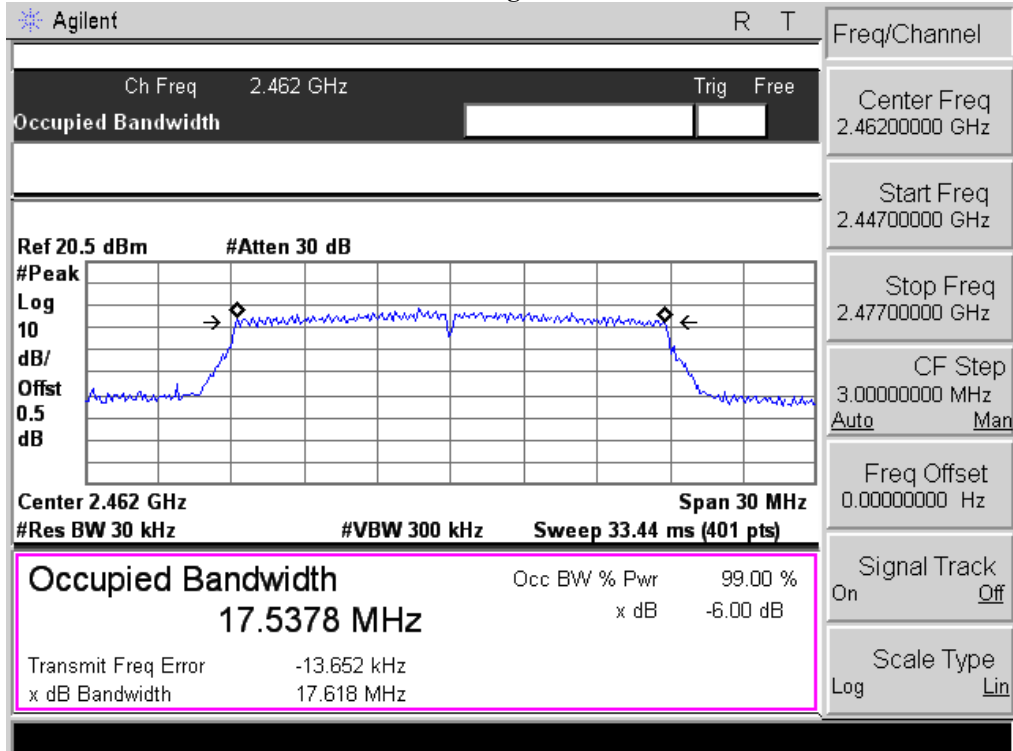 Agilent R T
Freq/Channel
Ch Freq 2.462 GHz Trig Free
Occupied Bandwidth
Center Freq
2.46200000 GHz
Start Freq
2.44700000 GHz
Ref 20.5 dBm #Atten 30 dB
#Peak
Log
10
dB/
Offst
0.5
dB
Stop Freq
2.47700000 GHz
CF Step
3.00000000 MHz
Auto Man
Center 2.462 GHz Span 30 MHz
#Res BW 30 kHz #VBW 300 kHz Sweep 33.44 ms (401 pts)
Freq Offset
0.00000000 Hz
Occupied Bandwidth Occ BW % Pwr 99.00 %
17.5378 MHz x dB -6.00 dB
Transmit Freq Error -13.652 kHz
x dB Bandwidth 17.618 MHz
Signal Track
On Off
Scale Type
Log Lin